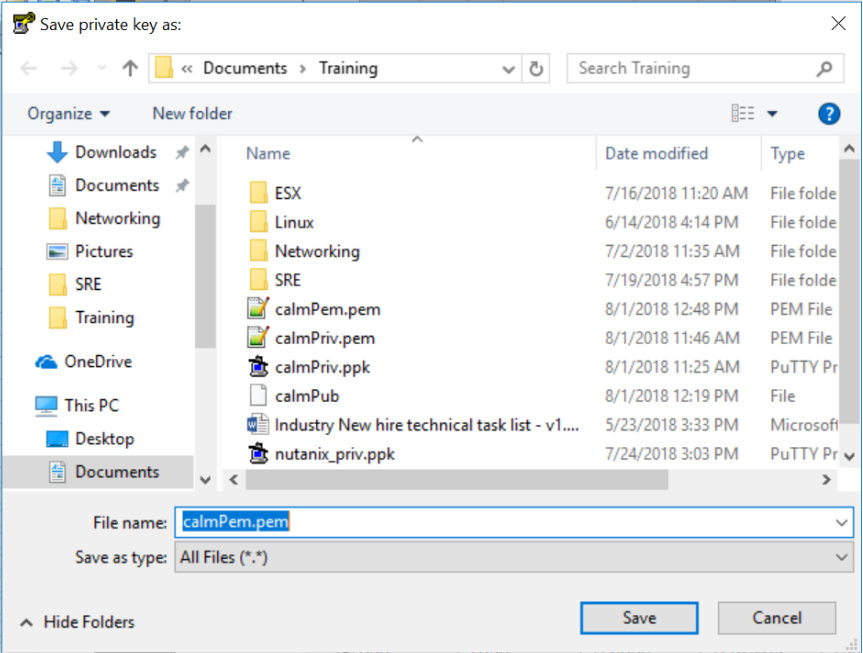 Save private key as:
« Documents › Training
Search Training
Organize
New folder
?
Downloads
Documents
Networking
Pictures
SRE
Training
OneDrive
This PC
Desktop
Documents
Name Date modified Type
ESX 7/16/2018 11:20 AM File folde
Linux 6/14/2018 4:14 PM File folde
Networking 7/2/2018 11:35 AM File folde
SRE 7/19/2018 4:57 PM File folde
calmPem.pem 8/1/2018 12:48 PM PEM File
calmPriv.pem 8/1/2018 11:46 AM PEM File
calmPriv.ppk 8/1/2018 11:25 AM PuTTY Pr
calmPub 8/1/2018 12:19 PM File
Industry New hire technical task list - v1.... 5/23/2018 3:33 PM Microsoft
nutanix_priv.ppk 7/24/2018 3:03 PM PuTTY Pr
File name: calmPem.pem
Save as type: All Files (*.*)
Hide Folders
Save
Cancel